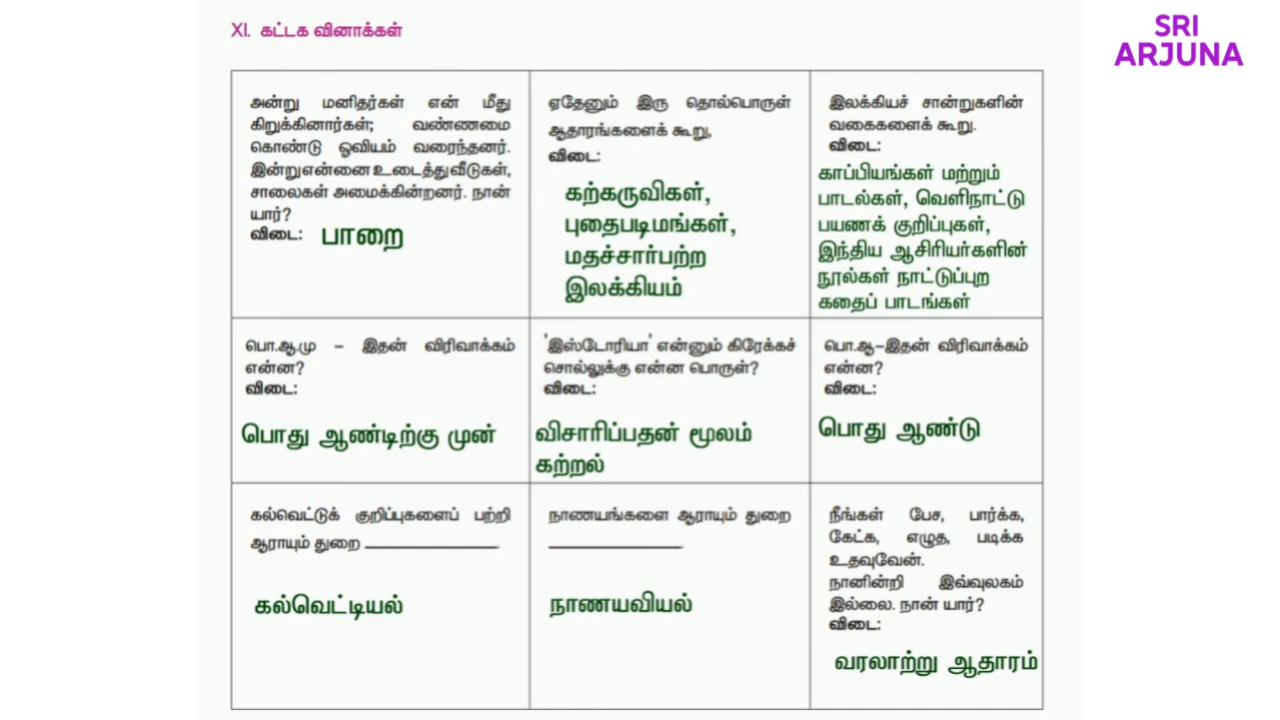 XI. கட்டக வினாக்கள்
SRI
ARJUNA
அன்று மனிதர்கள் என் மீது
கிறுக்கினார்கள்; வண்ணமை
கொண்டு ஓவியம் வரைந்தனர்.
இன்று என்னை உடைத்து வீடுகள்,
சாலைகள் அமைக்கின்றனர். நான்
யார்?
விடை: பாறை
ஏதேனும் இரு தொல்பொருள்
ஆதாரங்களைக் கூறு,
விடை:
கற்கருவிகள்,
புதைபடிமங்கள்,
மதச்சார்பற்ற
இலக்கியம்
இலக்கியச் சான்றுகளின்
வகைகளைக் கூறு.
விடை:
காப்பியங்கள் மற்றும்
பாடல்கள், வெளிநாட்டு
பயணக் குறிப்புகள்,
இந்திய ஆசிரியர்களின்
நூல்கள் நாட்டுப்புற
கதைப் பாடங்கள்
பொ.ஆ.மு – இதன் விரிவாக்கம்
என்ன?
விடை:
பொது ஆண்டிற்கு முன்
'இஸ்டோரியா' என்னும் கிரேக்கச்
சொல்லுக்கு என்ன பொருள்?
விடை:
விசாரிப்பதன் மூலம்
கற்றல்
பொ.ஆ–இதன் விரிவாக்கம்
என்ன?
விடை:
பொது ஆண்டு
கல்வெட்டுக் குறிப்புகளைப் பற்றி
ஆராயும் துறை ____________
கல்வெட்டியல்
நாணயங்களை ஆராயும் துறை
____________
நாணயவியல்
நீங்கள் பேச, பார்க்க,
கேட்க, எழுத, படிக்க
உதவுவேன்.
நானின்றி இவ்வுலகம்
இல்லை. நான் யார்?
விடை:
வரலாற்று ஆதாரம்